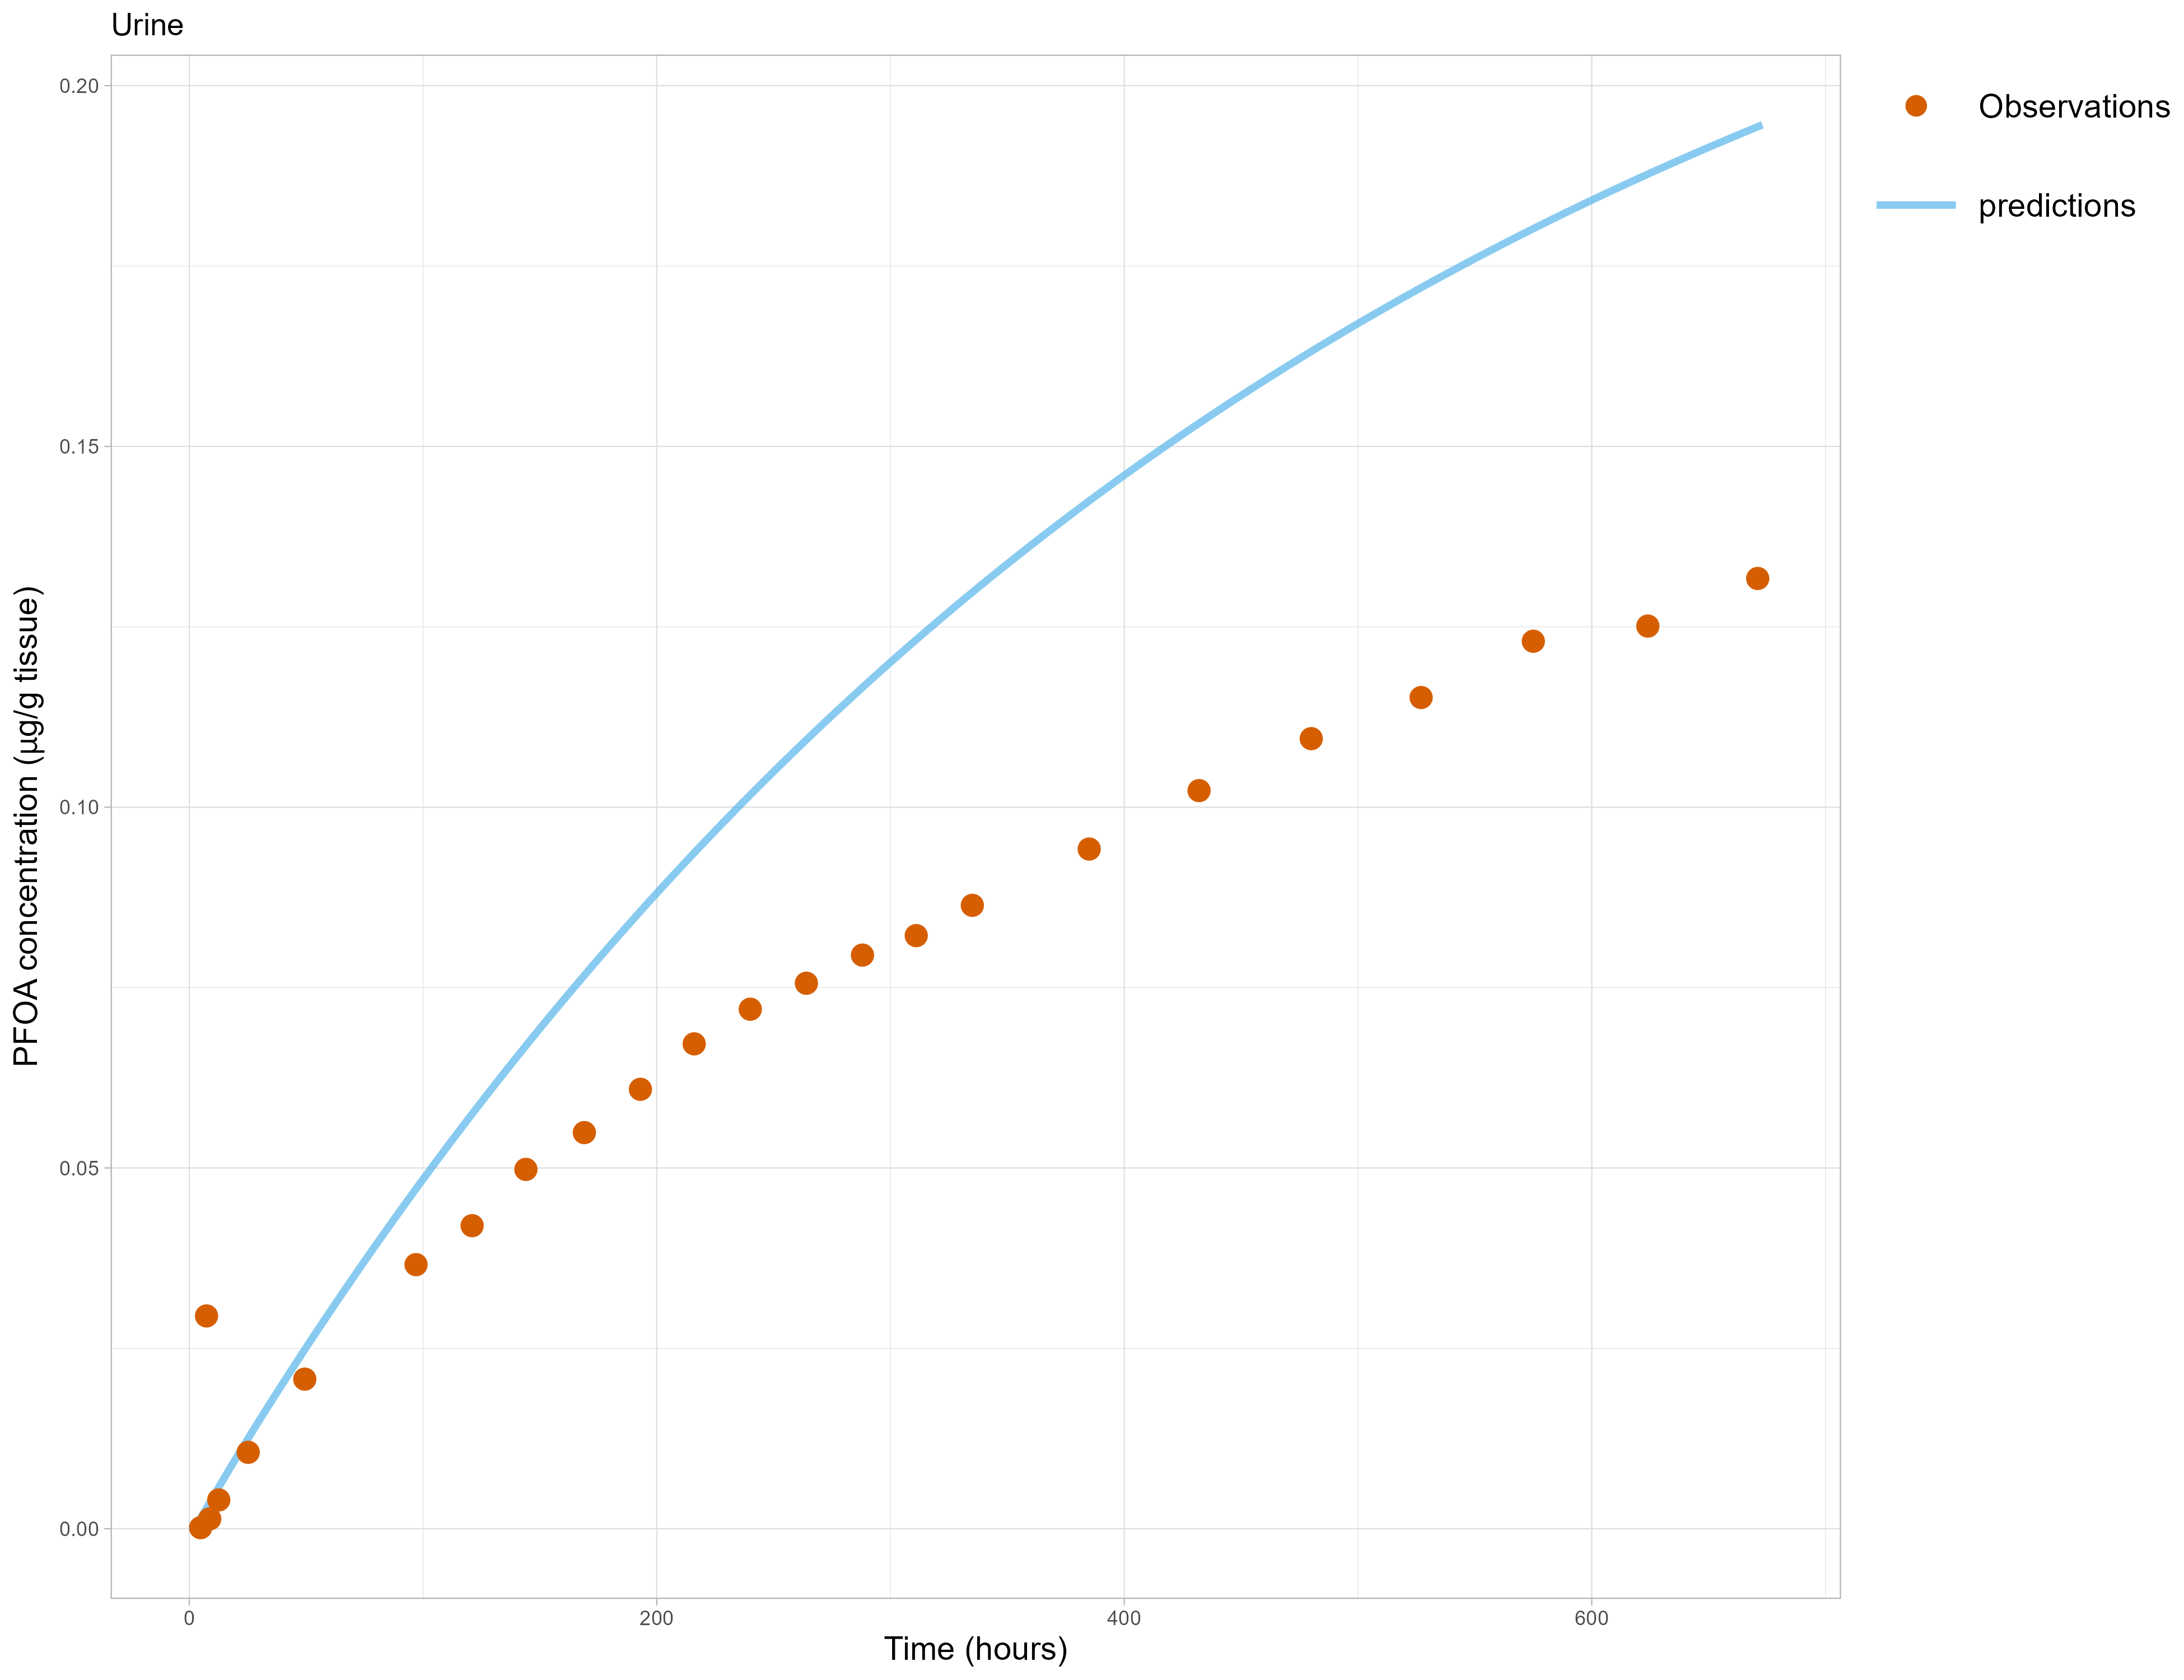 Urine
PFOA concentration (µg/g tissue)
0.20
0.15
0.10
0.05
0.00
0 200 400 600
Time (hours)
Observations
predictions